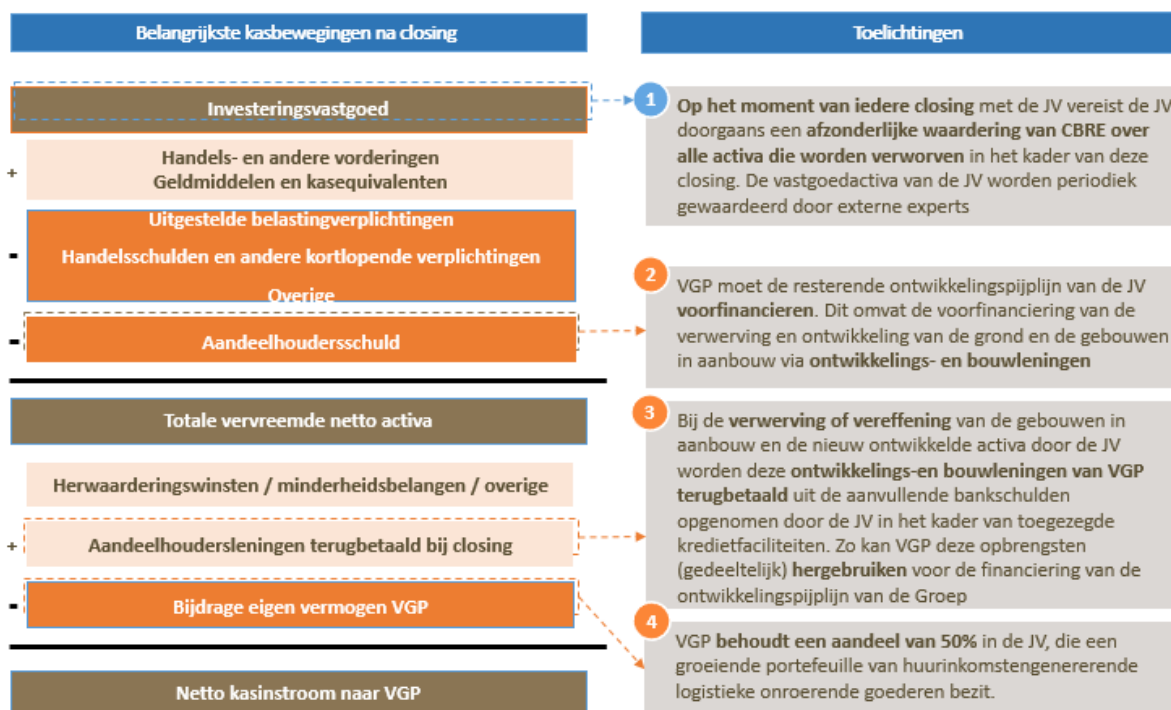 Belangrijkste kasbewegingen na closing
Investeringsvastgoed
+
Handels- en andere vorderingen
Geldmiddelen en kasequivalenten
-
Uitgestelde belastingverplichtingen
Handelsschulden en andere kortlopende verplichtingen
Overige
-
Aandeelhoudersschuld
Totale vervreemde netto activa
Herwaarderingswinsten / minderheidsbelangen / overige
+
Aandeelhoudersleningen terugbetaald bij closing
-
Bijdrage eigen vermogen VGP
Netto kasinstroom naar VGP
Toelichtingen
1
Op het moment van iedere closing met de JV vereist de JV
doorgaans een afzonderlijke waardering van CBRE over
alle activa die worden verworven in het kader van deze
closing. De vastgoedactiva van de JV worden periodiek
gewaardeerd door externe experts
2
VGP moet de resterende ontwikkelingspijplijn van de JV
voorfinancieren. Dit omvat de voorfinanciering van de
verwerving en ontwikkeling van de grond en de gebouwen
in aanbouw via ontwikkelings- en bouwleningen
3
Bij de verwerving of vereffening van de gebouwen in
aanbouw en de nieuw ontwikkelde activa door de JV
worden deze ontwikkelings-en bouwleningen van VGP
terugbetaald uit de aanvullende bankschulden
opgenomen door de JV in het kader van toegezegde
kredietfaciliteiten. Zo kan VGP deze opbrengsten
(gedeeltelijk) hergebruiken voor de financiering van de
ontwikkelingspijplijn van de Groep
4
VGP behoudt een aandeel van 50% in de JV, die een
groeiende portefeuille van huurinkomstengenererende
logistieke onroerende goederen bezit.